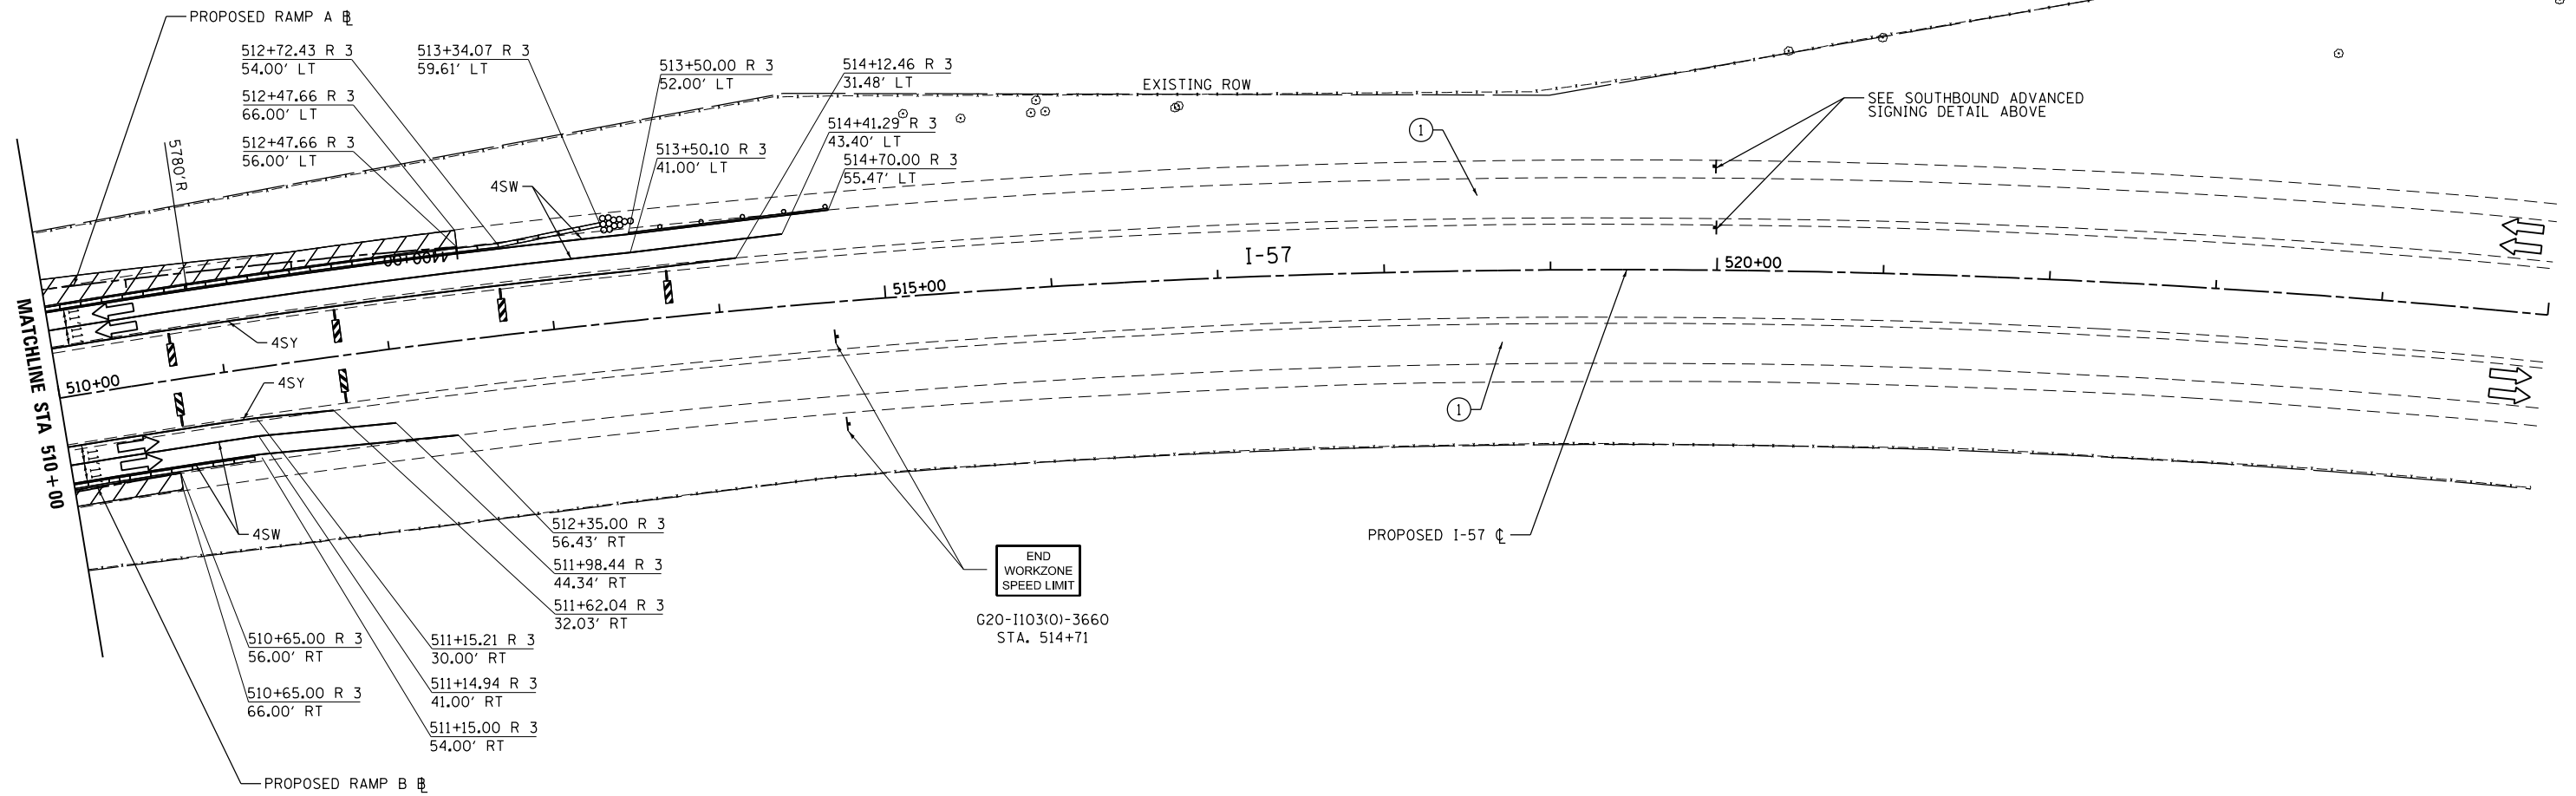 PROPOSED RAMP A B̵L
512+72.43 R 3
54.00' LT
513+34.07 R 3
59.61' LT
513+50.00 R 3
52.00' LT
514+12.46 R 3
31.48' LT
EXISTING ROW
SEE SOUTHBOUND ADVANCED
SIGNING DETAIL ABOVE
512+47.66 R 3
66.00' LT
514+41.29 R 3
43.40' LT
1
512+47.66 R 3
56.00' LT
5780'R
513+50.10 R 3
41.00' LT
514+70.00 R 3
55.47' LT
4SW
I-57
520+00
515+00
MATCHLINE STA 510+00
11'
11'
4SY
510+00
4SY
1
11'
11'
4SW
512+35.00 R 3
56.43' RT
PROPOSED I-57 ℄
END
WORKZONE
SPEED LIMIT
511+98.44 R 3
44.34' RT
511+62.04 R 3
32.03' RT
G20-I103(0)-3660
STA. 514+71
510+65.00 R 3
56.00' RT
511+15.21 R 3
30.00' RT
511+14.94 R 3
41.00' RT
510+65.00 R 3
66.00' RT
511+15.00 R 3
54.00' RT
PROPOSED RAMP B B̵L